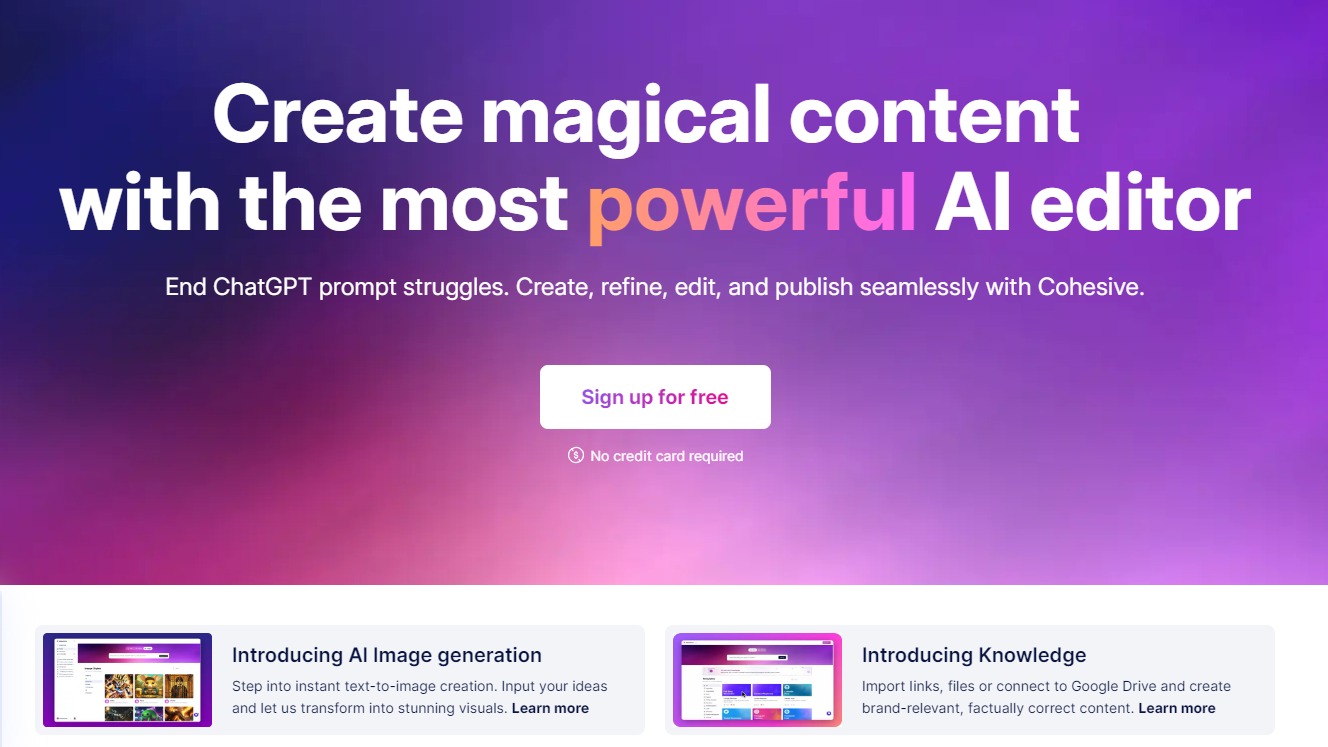 Create magical content
with the most powerful AI editor
End ChatGPT prompt struggles. Create, refine, edit, and publish seamlessly with Cohesive.
Sign up for free
No credit card required
Introducing AI Image generation
Step into instant text-to-image creation. Input your ideas
and let us transform into stunning visuals. Learn more
Introducing Knowledge
Import links, files or connect to Google Drive and create
brand-relevant, factually correct content. Learn more